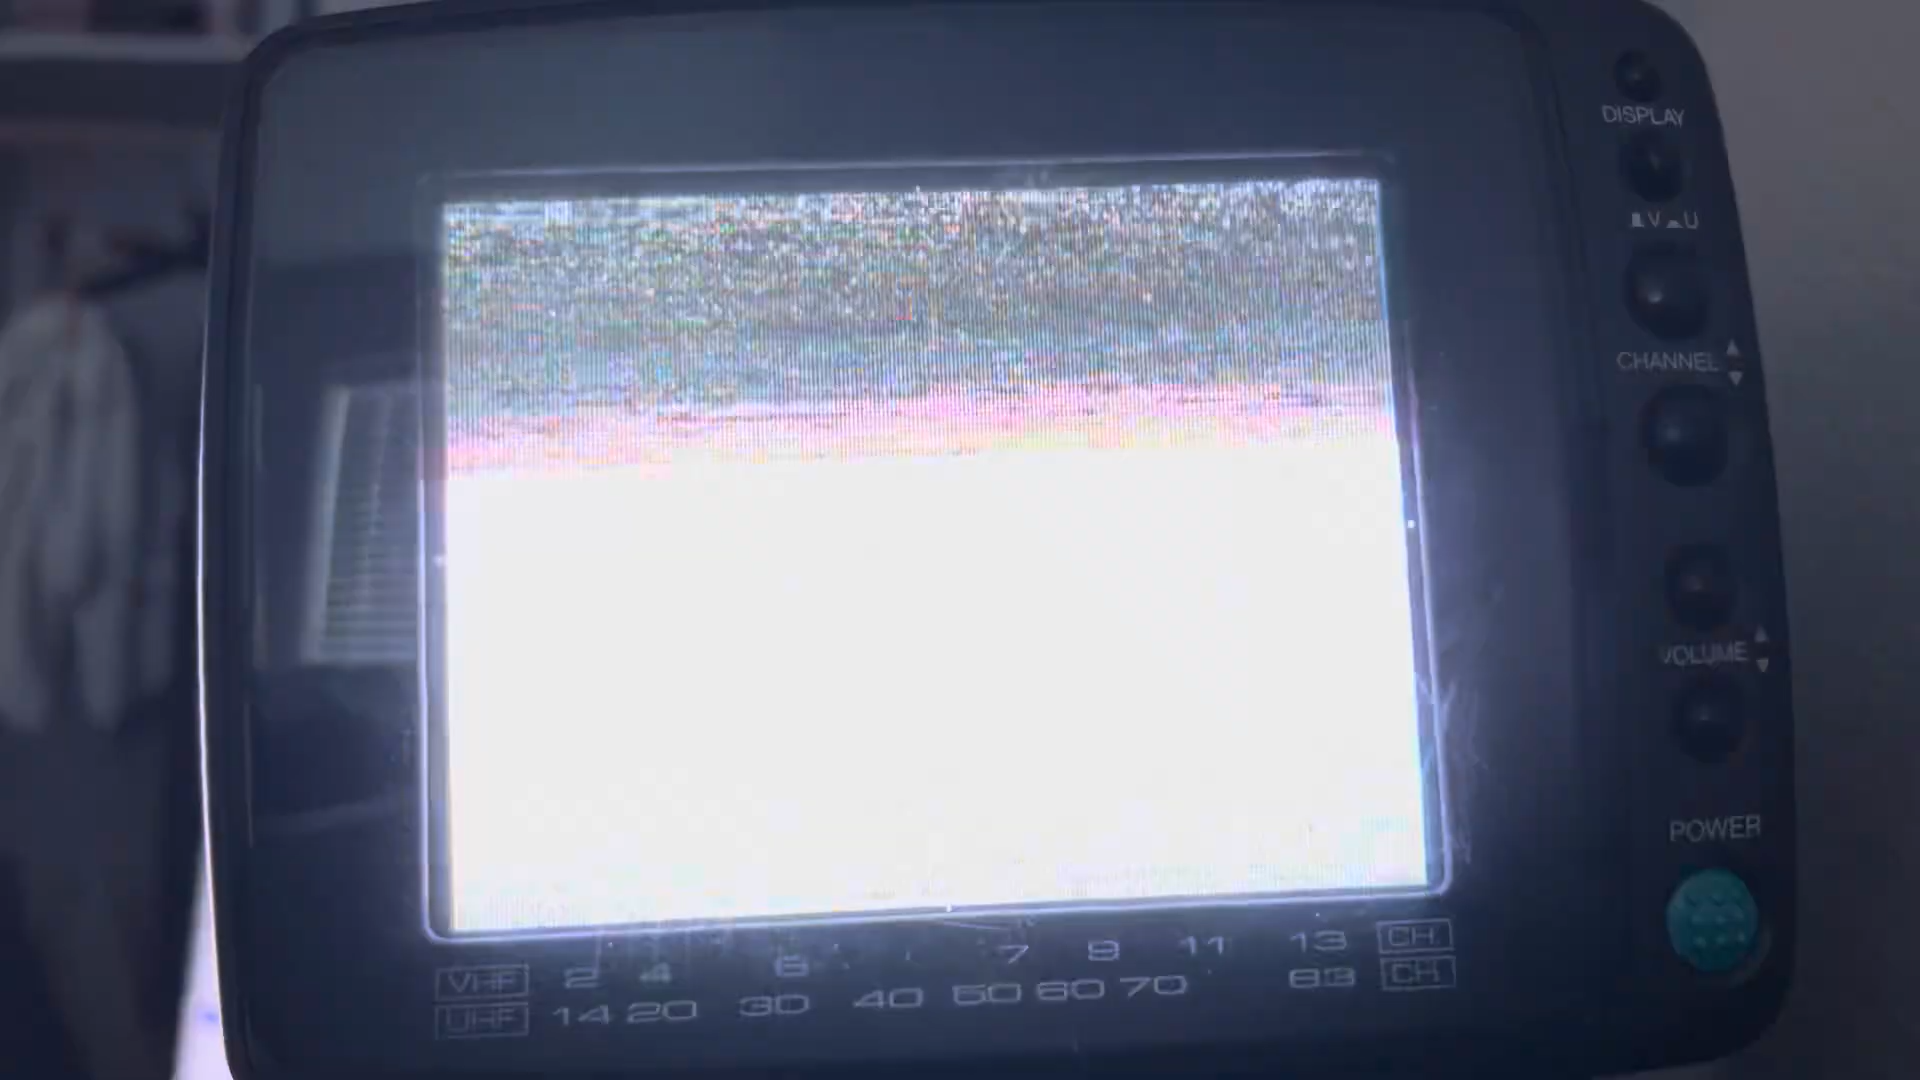 DISPLAY
V U
CHANNEL
VOLUME
POWER
VHF 2 4 6 7 9 11 13 CH.
UHF 14 20 30 40 50 60 70 83 CH.